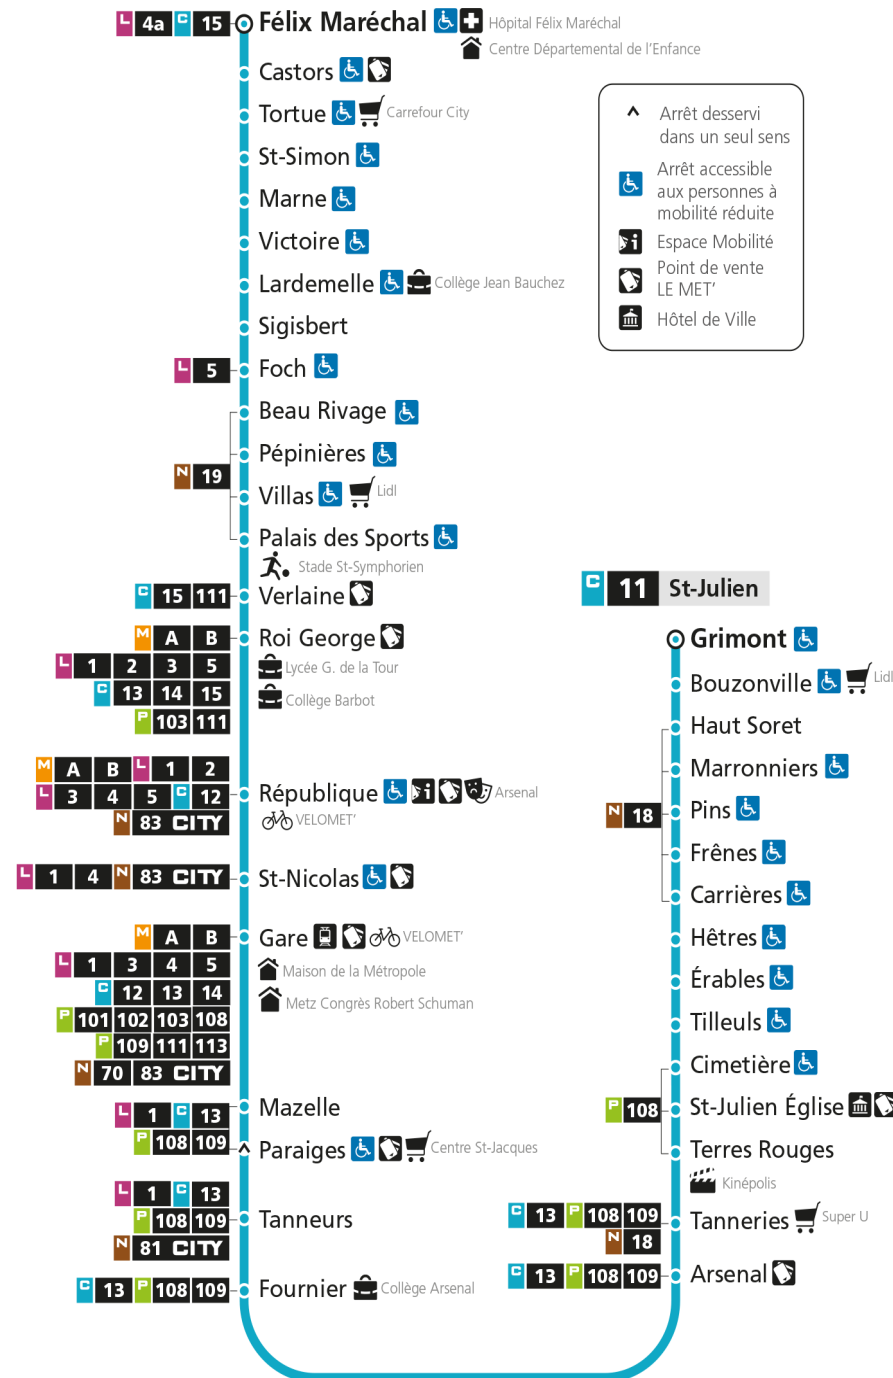 L 4a C 15 Félix Maréchal Hôpital Félix Maréchal
Centre Départemental de l'Enfance
Castors
Tortue Carrefour City
St-Simon
Marne
Victoire
Lardemelle Collège Jean Bauchez
Sigisbert
L 5 Foch
Beau Rivage
Pépinières
N 19
Villas Lidl
Palais des Sports
Stade St-Symphorien
C 15 111 Verlaine
M A B Roi George
L 1 2 3 5 Lycée G. de la Tour
C 13 14 15 Collège Barbot
P 103 111
M A B L 1 2
L 3 4 5 C 12 République i Arsenal
N 83 CITY VELOMET'
L 1 4 N 83 CITY St-Nicolas
M A B Gare VELOMET'
L 1 3 4 5 Maison de la Métropole
C 12 13 14 Metz Congrès Robert Schuman
P 101 102 103 108
P 109 111 113
N 70 83 CITY
L 1 C 13 Mazelle
P 108 109
Paraiges Centre St-Jacques
L 1 C 13
P 108 109 Tanneurs
N 81 CITY
C 13 P 108 109 Fournier Collège Arsenal
Arrêt desservi
dans un seul sens
Arrêt accessible
aux personnes à
mobilité réduite
i Espace Mobilité
Point de vente
LE MET'
Hôtel de Ville
C 11 St-Julien
Grimont
Bouzonville Lidl
Haut Soret
Marronniers
N 18 Pins
Frênes
Carrières
Hêtres
Érables
Tilleuls
Cimetière
P 108 St-Julien Église
Terres Rouges
Kinépolis
C 13 P 108 109 Tanneries Super U
N 18
C 13 P 108 109 Arsenal